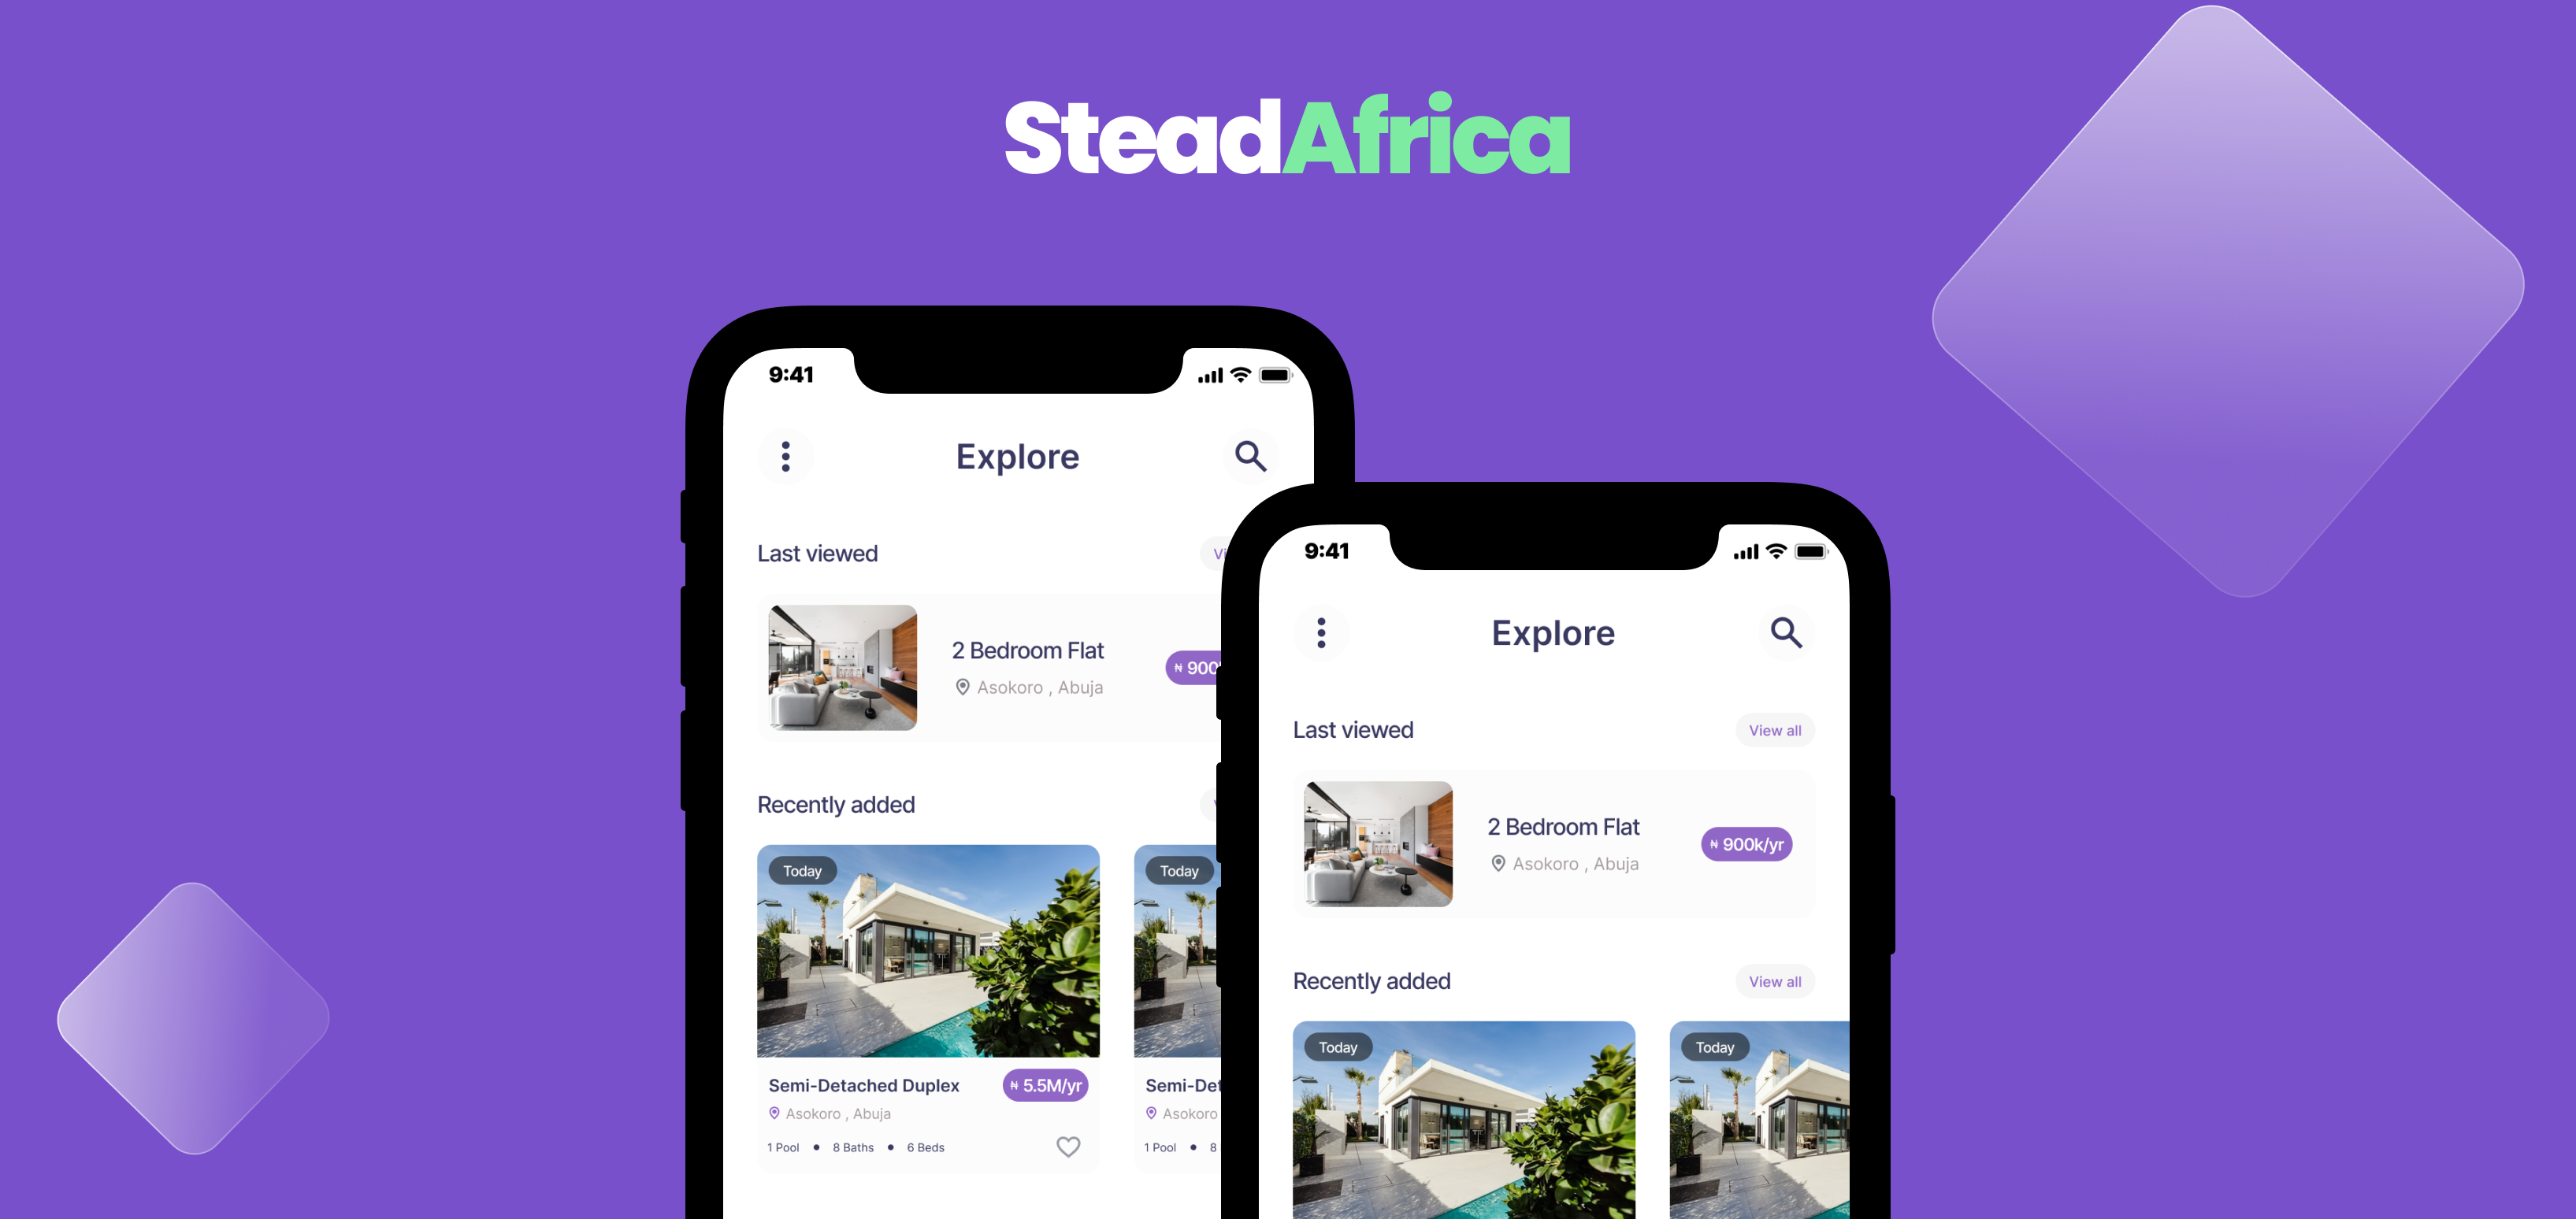 SteadAfrica
9:41
Explore
Last viewed
2 Bedroom Flat
Asokoro , Abuja
₦ 900
Recently added
Today
Today
Semi-Detached Duplex
₦ 5.5M/yr
Asokoro , Abuja
1 Pool • 8 Baths • 6 Beds
Semi-Det
Asokoro
1 Pool • 8
9:41
Explore
Last viewed
View all
2 Bedroom Flat
Asokoro , Abuja
₦ 900k/yr
Recently added
View all
Today
Today